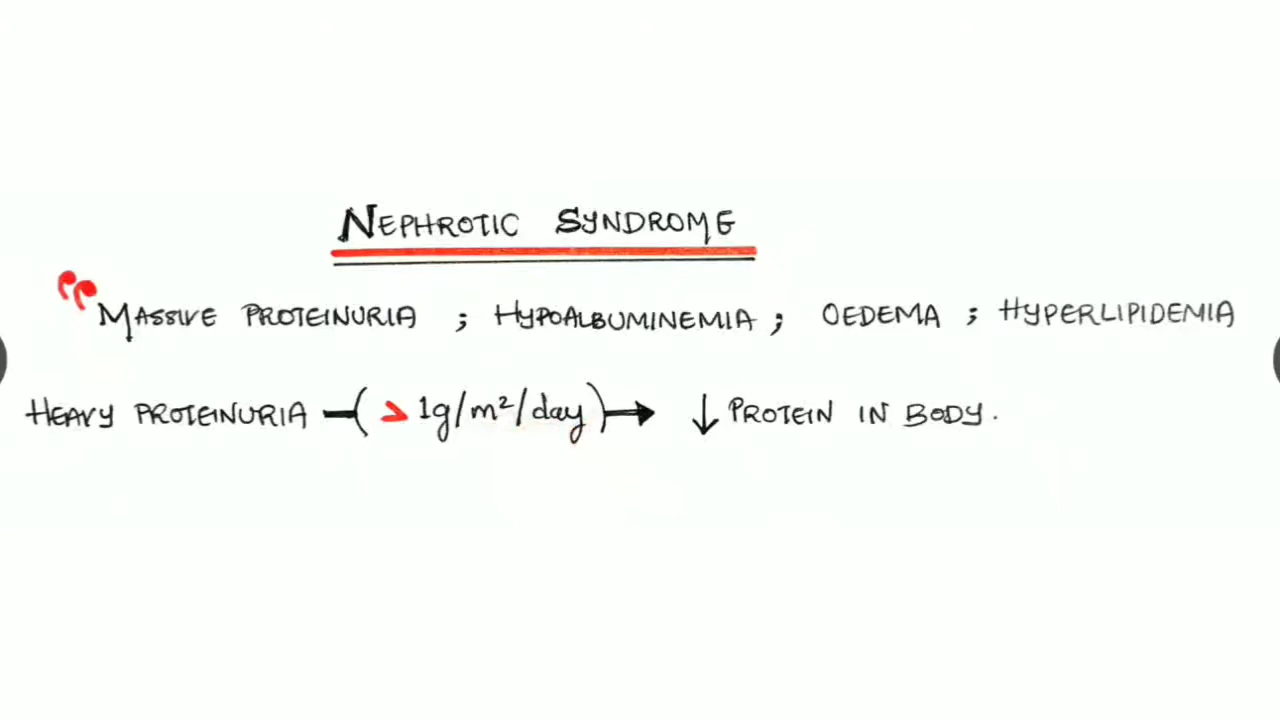 NEPHROTIC SYNDROME
“MASSIVE PROTEINURIA ; HYPOALBUMINEMIA ; OEDEMA ; HYPERLIPIDEMIA
HEAVY PROTEINURIA —( > 1g/m²/day )→ ↓ PROTEIN IN BODY.